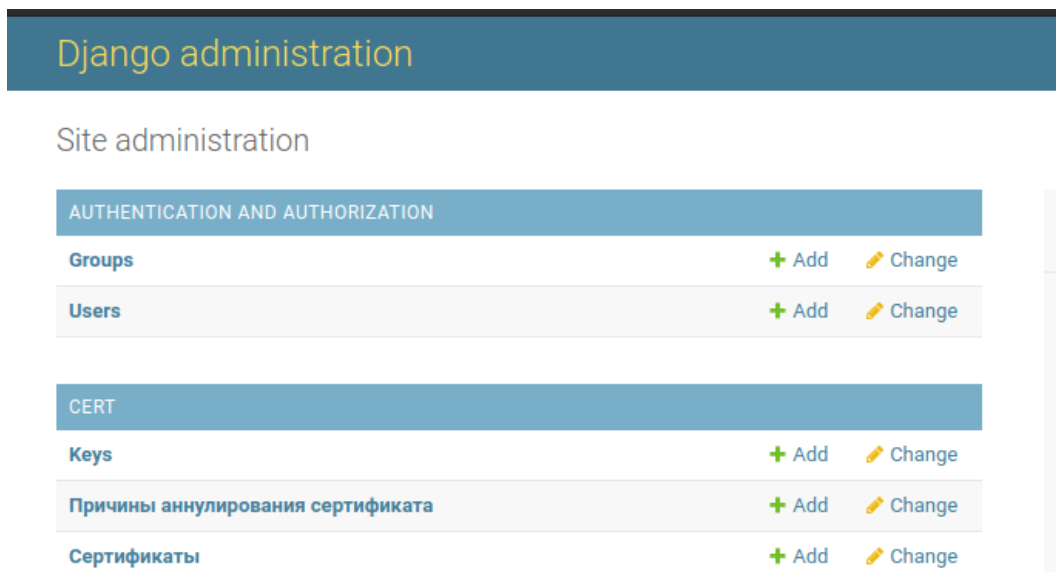 Django administration
Site administration
AUTHENTICATION AND AUTHORIZATION
Groups Add Change
Users Add Change
CERT
Keys Add Change
Причины аннулирования сертификата Add Change
Сертификаты Add Change